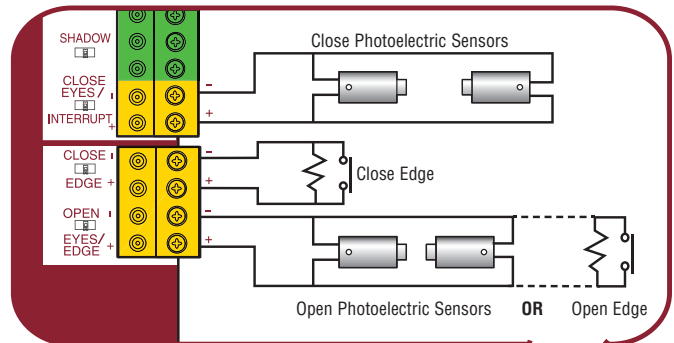 SHADOW
Close Photoelectric Sensors
CLOSE
EYES/ -
INTERRUPT +
-
+
CLOSE -
EDGE +
-
+
Close Edge
OPEN -
EYES/ +
EDGE
-
+
Open Photoelectric Sensors OR Open Edge